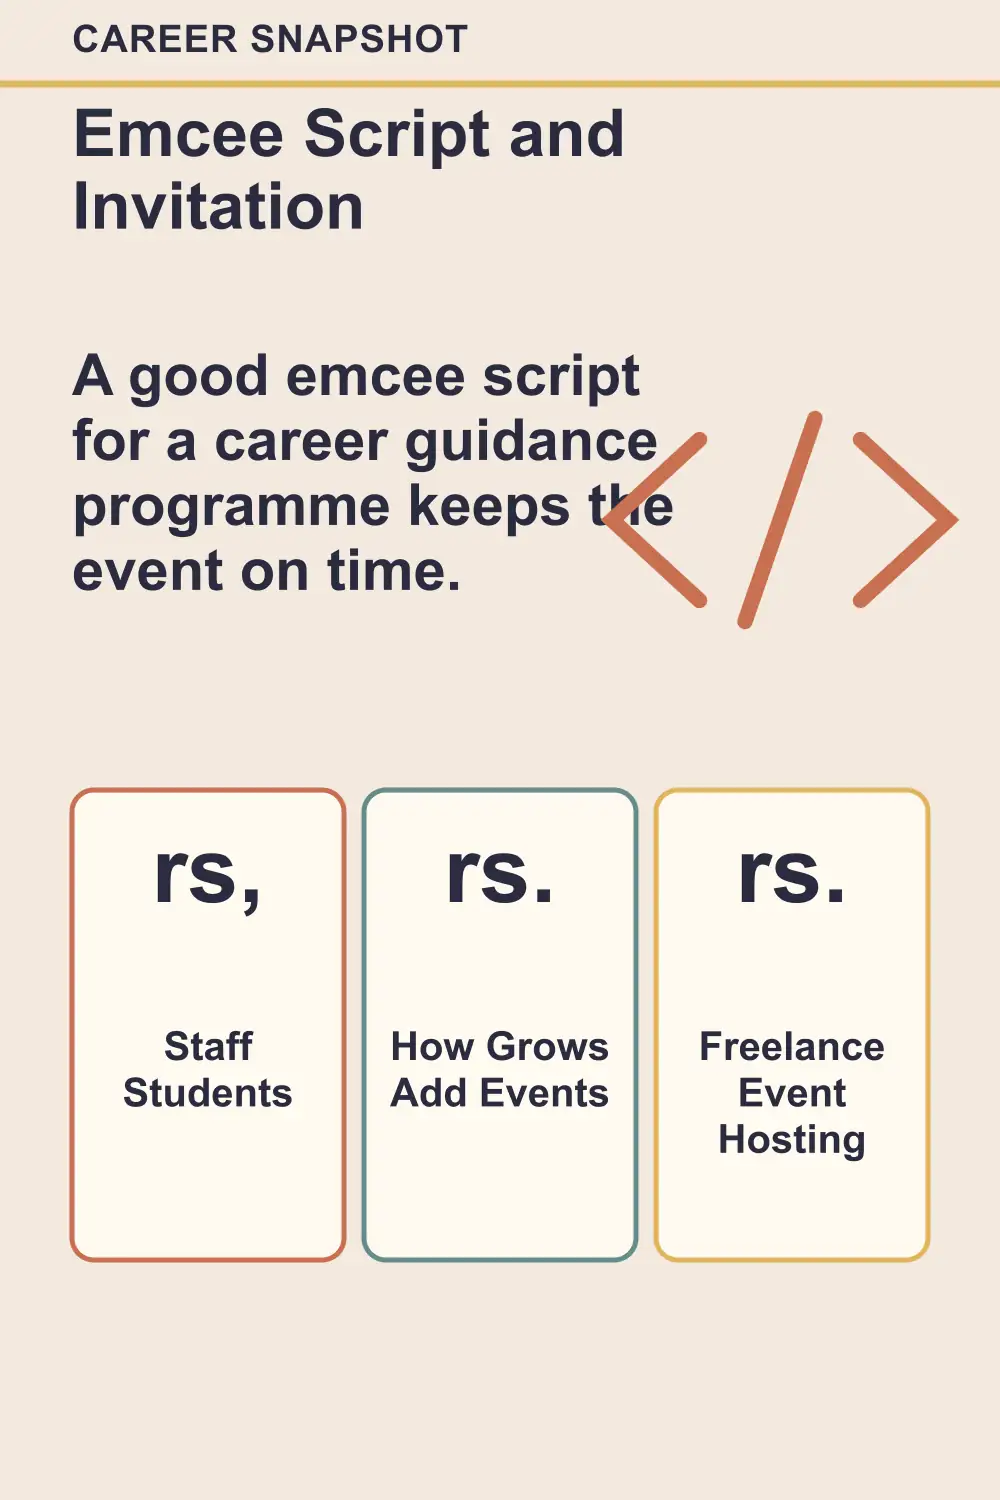 CAREER SNAPSHOT
Emcee Script and
Invitation
A good emcee script
for a career guidance
programme keeps the
event on time.
rs,
Staff
Students
rs.
How Grows
Add Events
rs.
Freelance
Event
Hosting